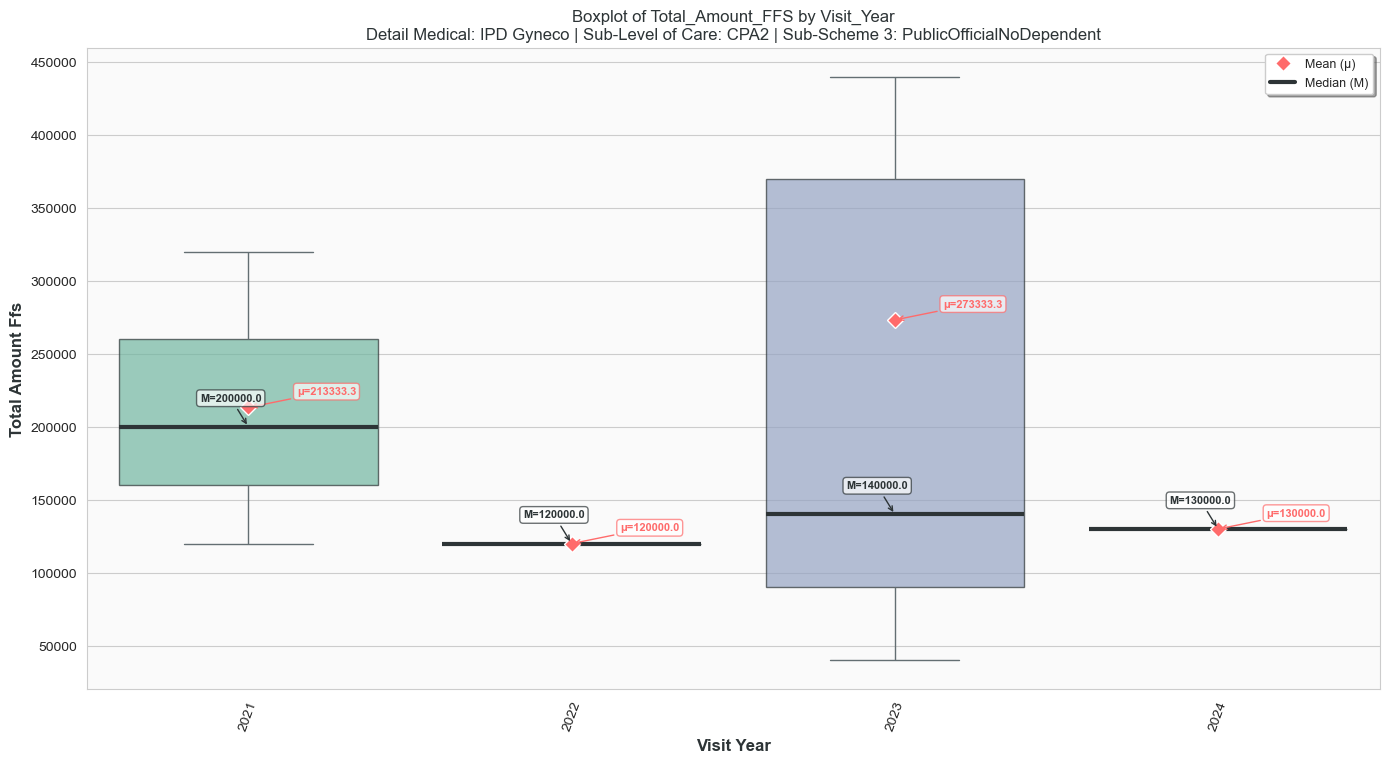 Boxplot of Total_Amount_FFS by Visit_Year
Detail Medical: IPD Gyneco | Sub-Level of Care: CPA2 | Sub-Scheme 3: PublicOfficialNoDependent
Mean (μ)
Median (M)
Total Amount Ffs
450000
400000
350000
300000
250000
200000
150000
100000
50000
M=200000.0
μ=213333.3
M=120000.0
μ=120000.0
μ=273333.3
M=140000.0
M=130000.0
μ=130000.0
2021
2022
2023
2024
Visit Year